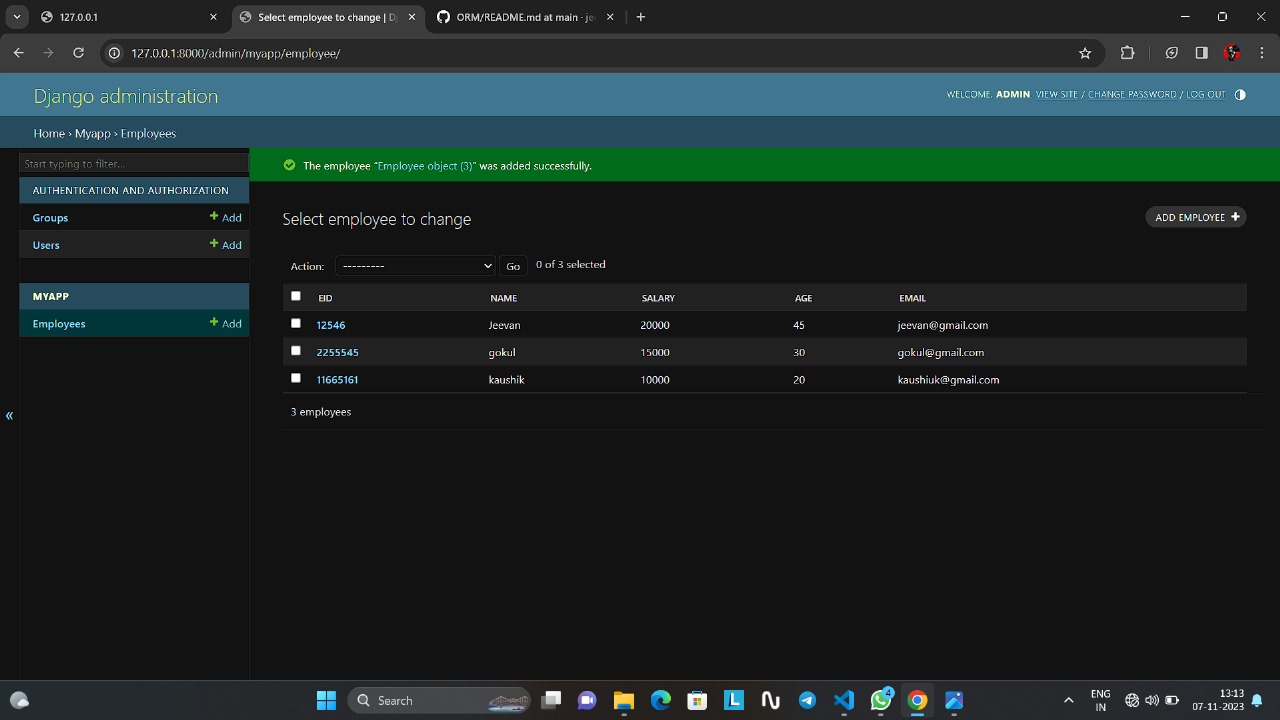 127.0.0.1
Select employee to change | D
ORM/README.md at main · je
127.0.0.1:8000/admin/myapp/employee/
Django administration
WELCOME, ADMIN. VIEW SITE / CHANGE PASSWORD / LOG OUT
Home › Myapp › Employees
Start typing to filter...
The employee “Employee object (3)” was added successfully.
AUTHENTICATION AND AUTHORIZATION
Groups + Add
Users + Add
MYAPP
Employees + Add
«
Select employee to change
ADD EMPLOYEE +
Action: --------- Go 0 of 3 selected
EID NAME SALARY AGE EMAIL
12546 Jeevan 20000 45 jeevan@gmail.com
2255545 gokul 15000 30 gokul@gmail.com
11665161 kaushik 10000 20 kaushiuk@gmail.com
3 employees
Search
L
4
ENG
IN
13:13
07-11-2023